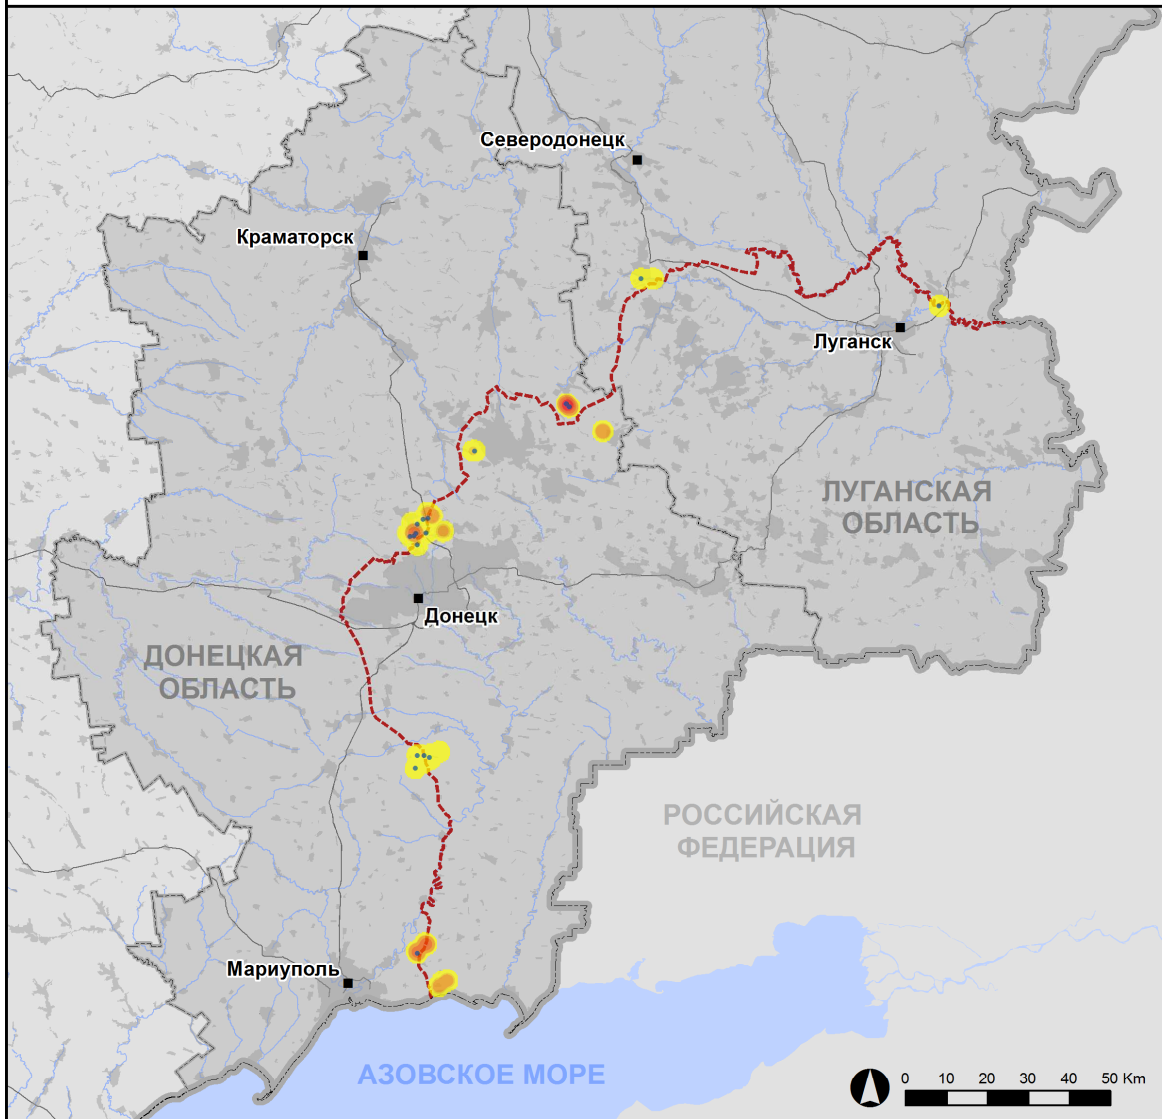 Северодонецк
Краматорск
Луганск
ЛУГАНСКАЯ
ОБЛАСТЬ
Донецк
ДОНЕЦКАЯ
ОБЛАСТЬ
РОССИЙСКАЯ
ФЕДЕРАЦИЯ
Мариуполь
АЗОВСКОЕ МОРЕ
0 10 20 30 40 50 Km